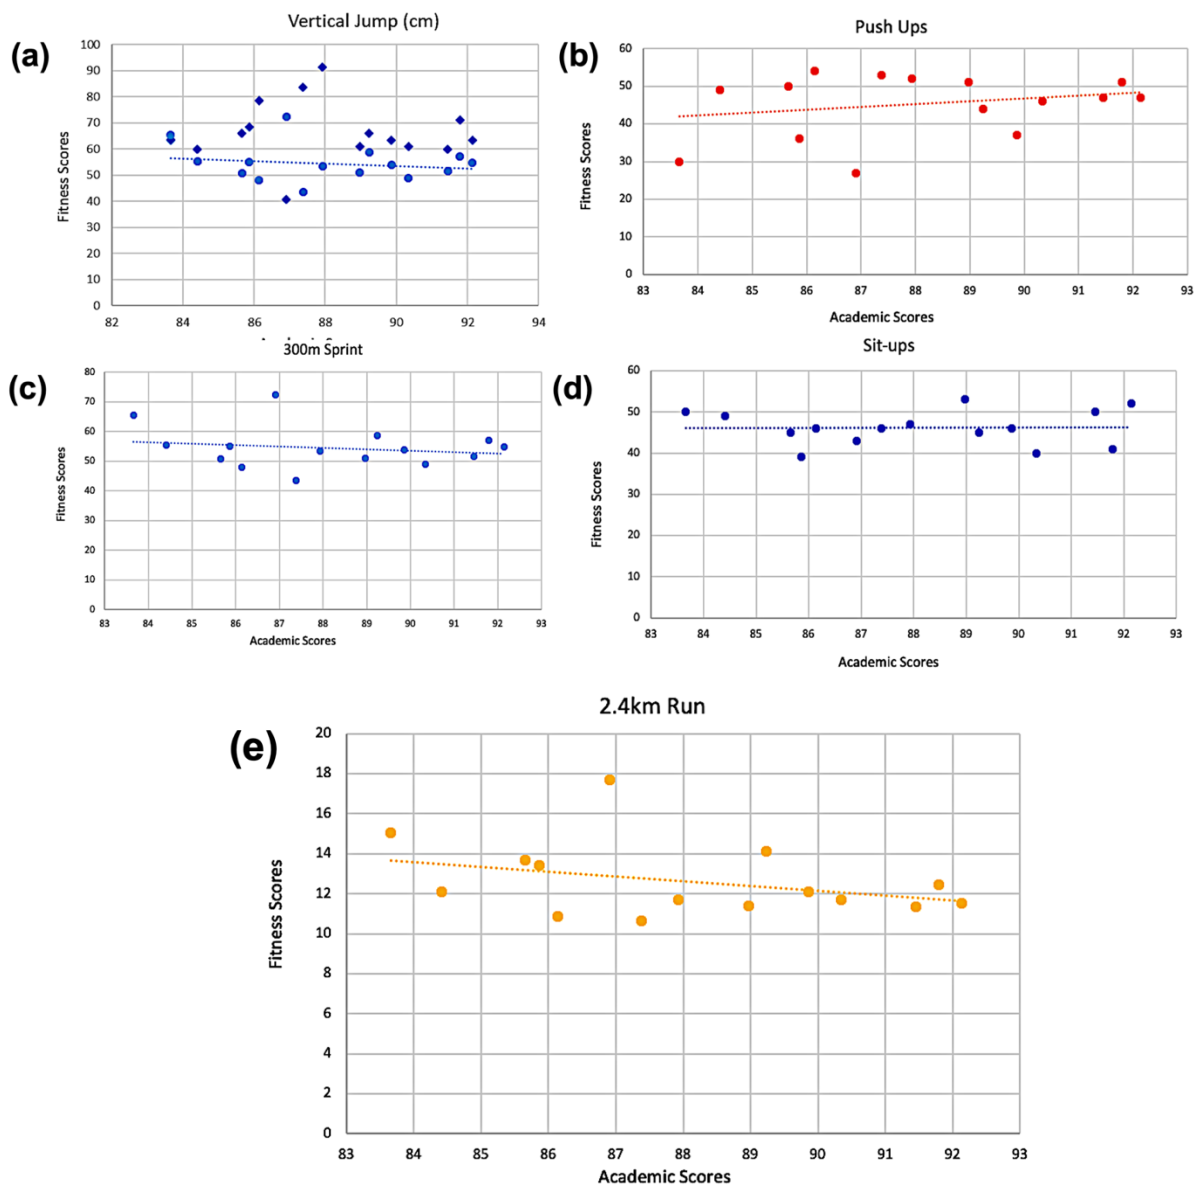 Vertical Jump (cm)
(a)
100
90
80
70
60
50
40
30
20
10
0
Fitness Scores
82 84 86 88 90 92 94
Push Ups
(b)
60
50
40
30
20
10
0
Fitness Scores
83 84 85 86 87 88 89 90 91 92 93
Academic Scores
300m Sprint
(c)
80
70
60
50
40
30
20
10
0
Fitness Scores
83 84 85 86 87 88 89 90 91 92 93
Academic Scores
Sit-ups
(d)
60
50
40
30
20
10
0
Fitness Scores
83 84 85 86 87 88 89 90 91 92 93
Academic Scores
2.4km Run
(e)
20
18
16
14
12
10
8
6
4
2
0
Fitness Scores
83 84 85 86 87 88 89 90 91 92 93
Academic Scores